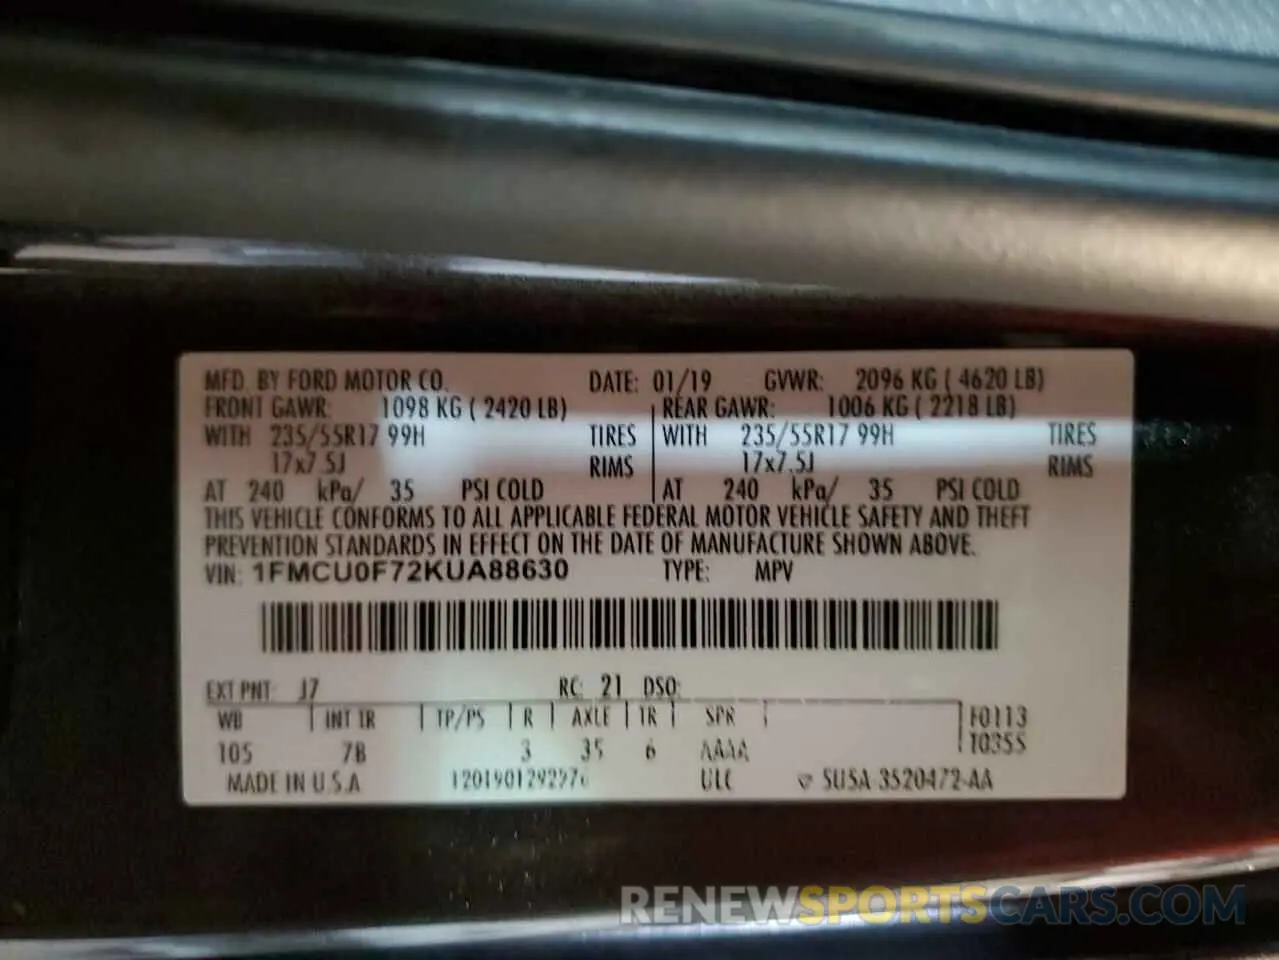 MFD. BY FORD MOTOR CO. DATE: 01/19 GVWR: 2096 KG ( 4620 LB)
FRONT GAWR: 1098 KG ( 2420 LB) REAR GAWR: 1006 KG ( 2218 LB)
WITH 235/55R17 99H TIRES WITH 235/55R17 99H TIRES
17x7.5J RIMS 17x7.5J RIMS
AT 240 kPa/ 35 PSI COLD AT 240 kPa/ 35 PSI COLD
THIS VEHICLE CONFORMS TO ALL APPLICABLE FEDERAL MOTOR VEHICLE SAFETY AND THEFT
PREVENTION STANDARDS IN EFFECT ON THE DATE OF MANUFACTURE SHOWN ABOVE.
VIN: 1FMCU0F72KUA88630 TYPE: MPV
EXT PNT: J7 RC: 21 DSO:
WB INT TR TP/PS R AXLE TR SPR F0113
105 7B 3 35 6 AAAA T0355
MADE IN U.S.A ULC 5U5A-3520472-AA
RENEWSPORTSCARS.COM